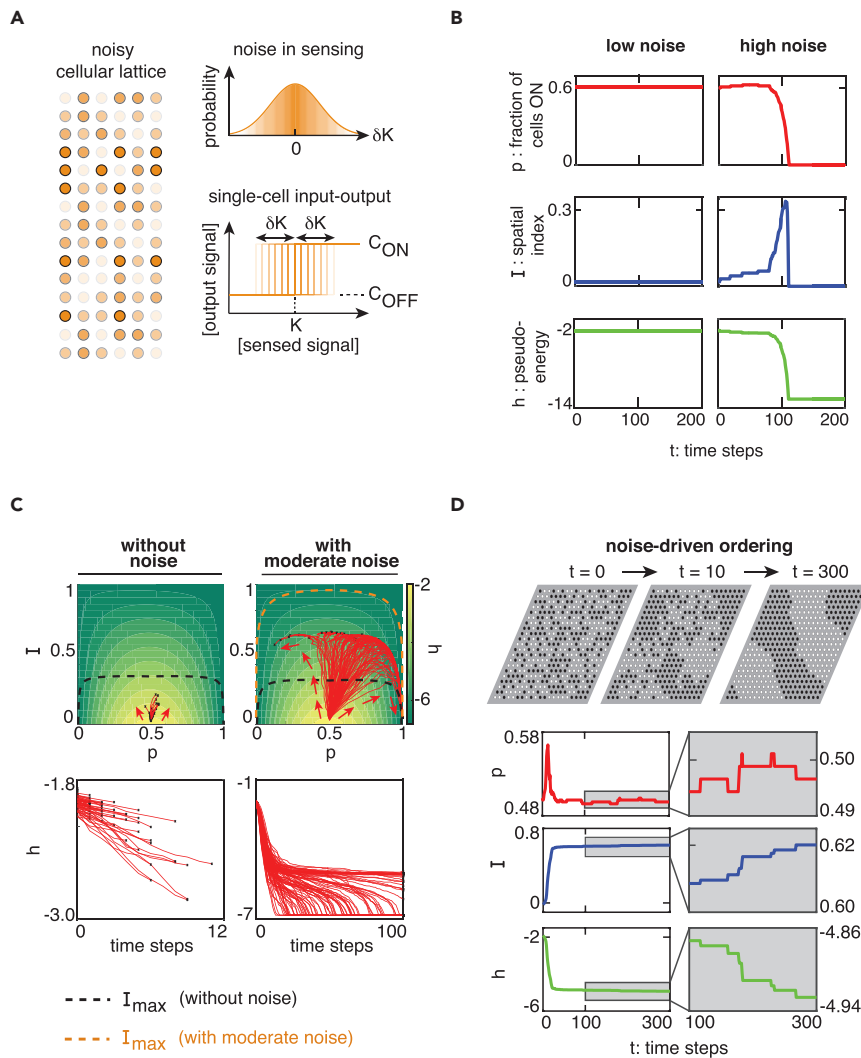 A
noisy
cellular lattice
noise in sensing
probability
δK
0
single-cell input-output
δK δK
C_ON
C_OFF
[output signal]
K
[sensed signal]
B
low noise high noise
p : fraction of
cells ON
0.6
0
I : spatial
index
0.3
0
h : pseudo-
energy
-2
-14
0 100 200 0 100 200
t: time steps
C
without
noise
with
moderate noise
I
1
0.5
0
0 0.5 1
p
1
0.5
0
0 0.5 1
p
-2
h
-6
h
-1.8
-3.0
0 12
time steps
-1
-7
0 100
time steps
I_max (without noise)
I_max (with moderate noise)
D
noise-driven ordering
t = 0 t = 10 t = 300
p
0.58
0.48
0.50
0.49
I
0.8
0
0.62
0.60
h
-2
-6
-4.86
-4.94
0 100 300 100 300
t: time steps